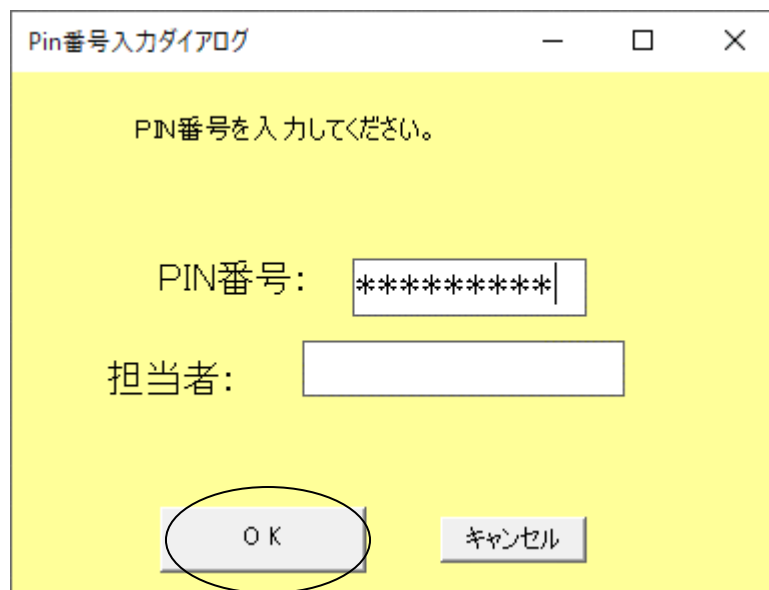 Pin番号入力ダイアログ
PIN番号を入力してください。
PIN番号: *********
担当者:
ＯＫ キャンセル